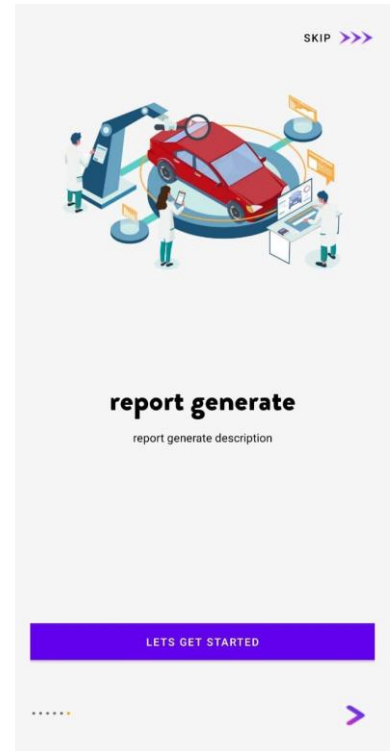 SKIP
report generate
report generate description
LETS GET STARTED